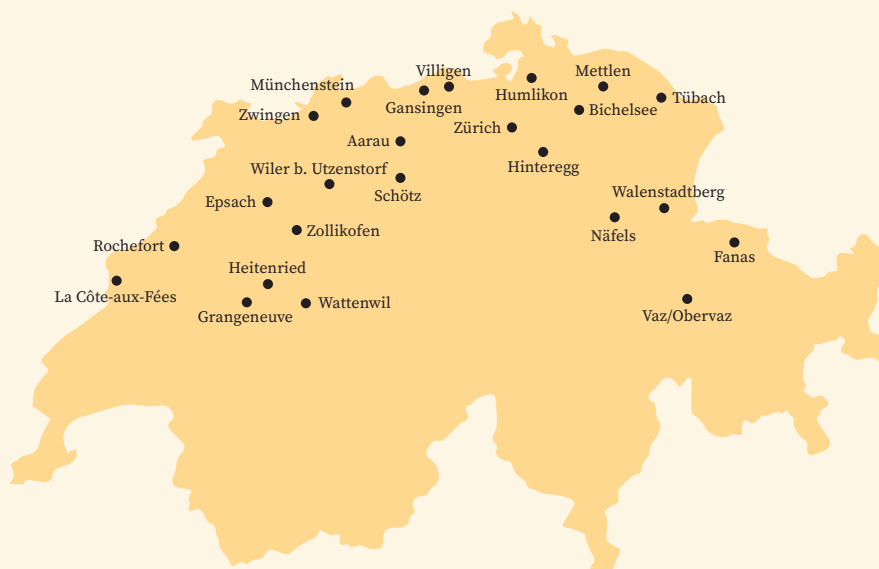 Villigen
Mettlen
Münchenstein
Humlikon
Tübach
Gansingen
Bichelsee
Zwingen
Zürich
Aarau
Hinteregg
Wiler b. Utzenstorf
Schötz
Walenstadtberg
Epsach
Zollikofen
Näfels
Rochefort
Fanas
Heitenried
La Côte-aux-Fées
Wattenwil
Grangeneuve
Vaz/Obervaz